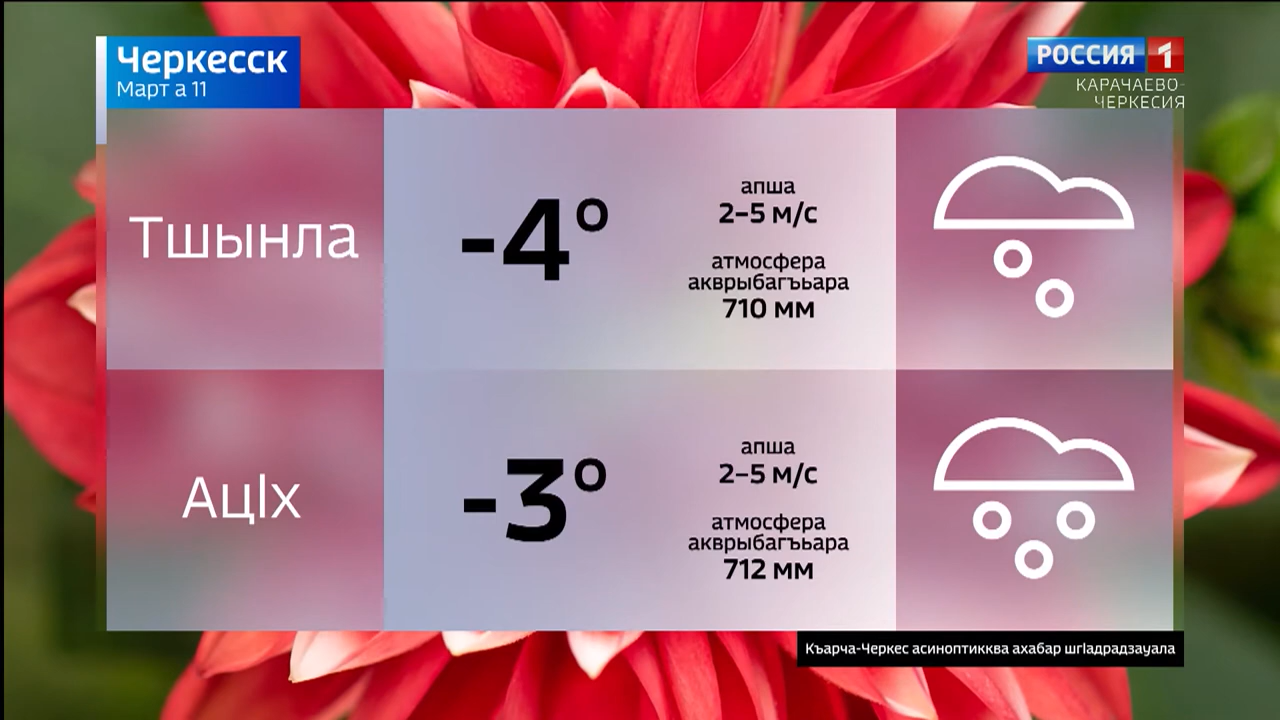 Черкесск
Март а 11
РОССИЯ 1
КАРАЧАЕВО-
ЧЕРКЕСИЯ
Тшынла
-4°
апша
2–5 м/с
атмосфера
акврыбагъьара
710 мм
АцӀх
-3°
апша
2–5 м/с
атмосфера
акврыбагъьара
712 мм
Къарча-Черкес асиноптикква ахабар шгӀадрадзауала